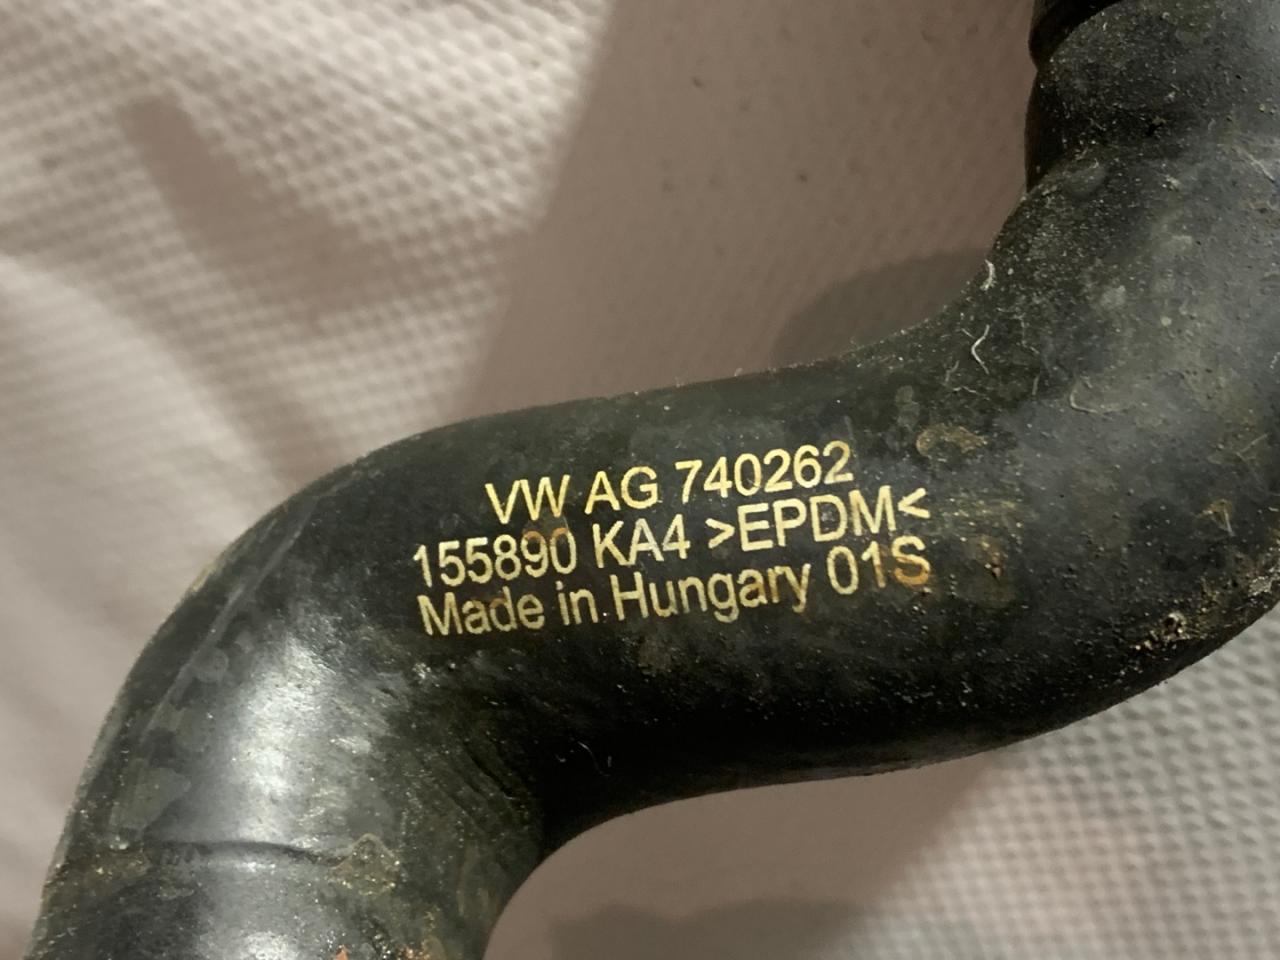 VW AG 740262
155890 KA4 >EPDM<
Made in Hungary 01S